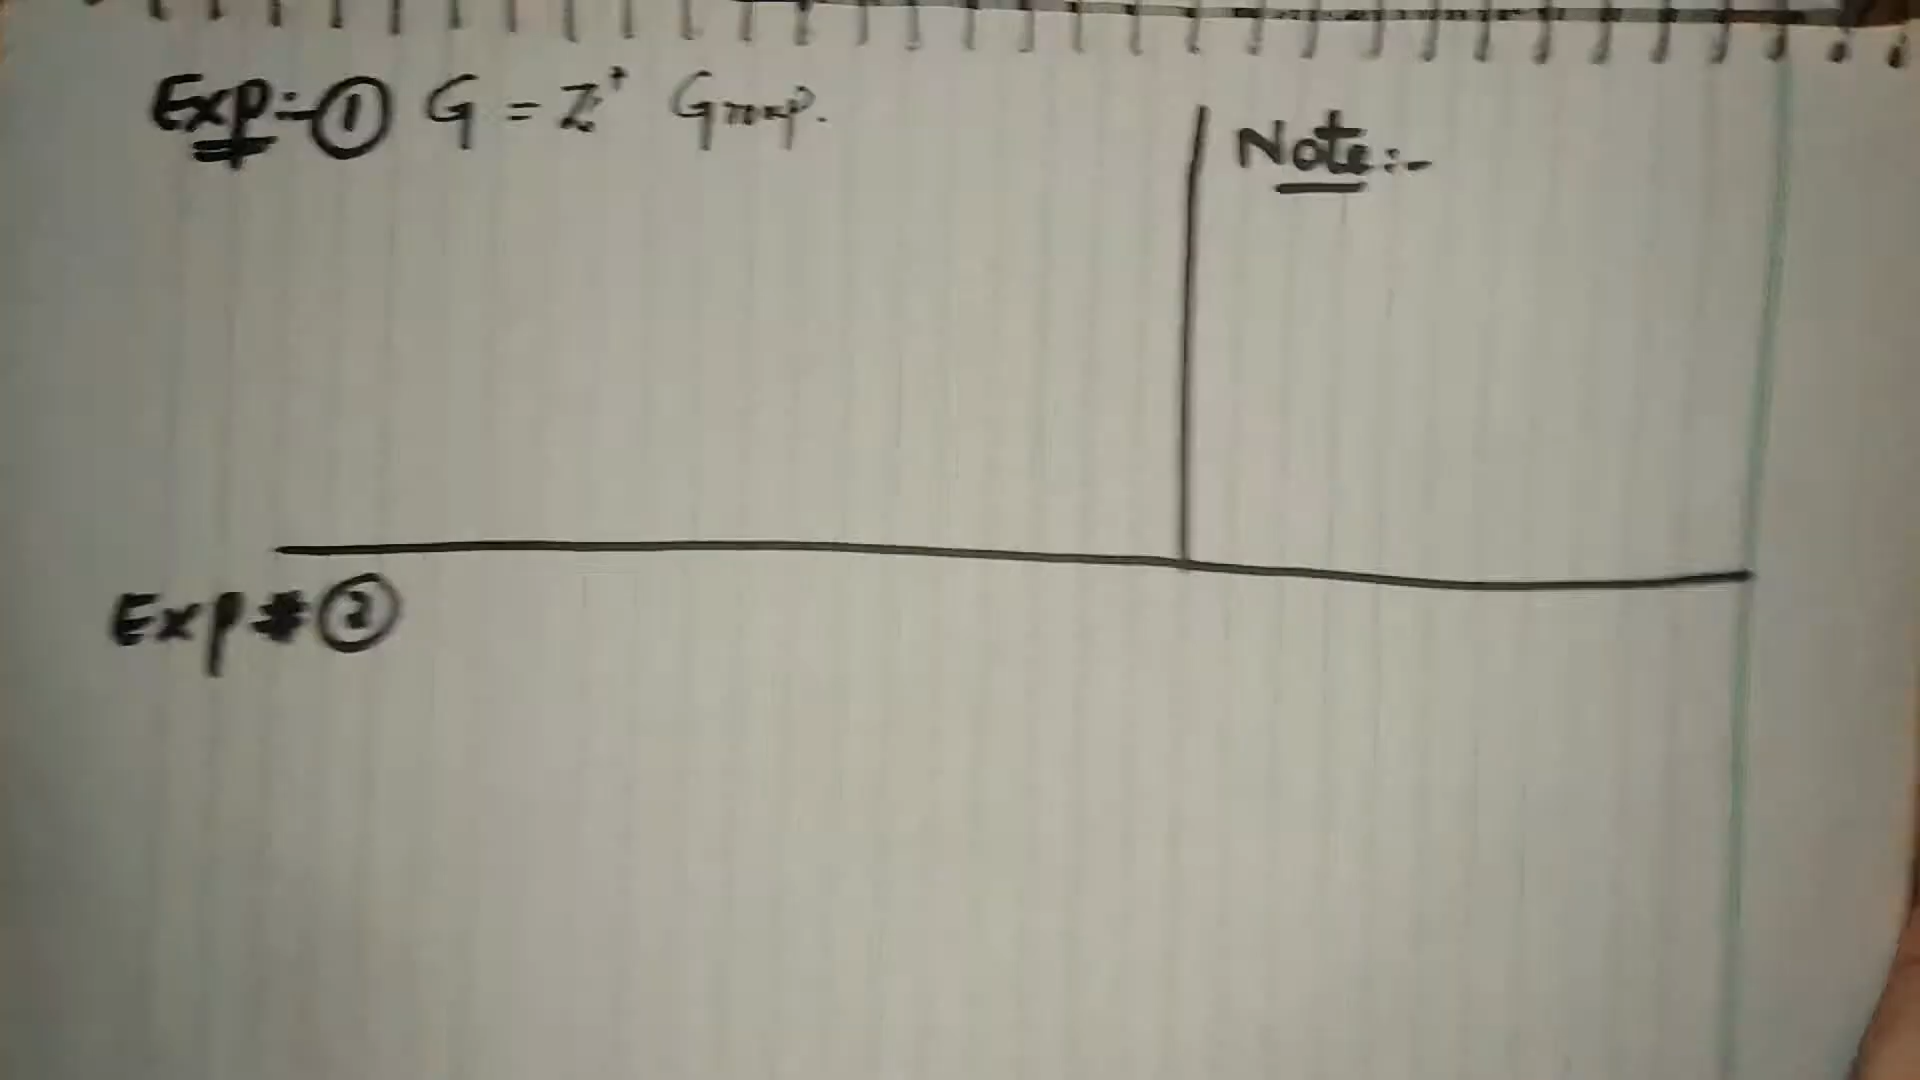 Exp:-① G = Z⁺ Group.
Note:-
Exp # ②